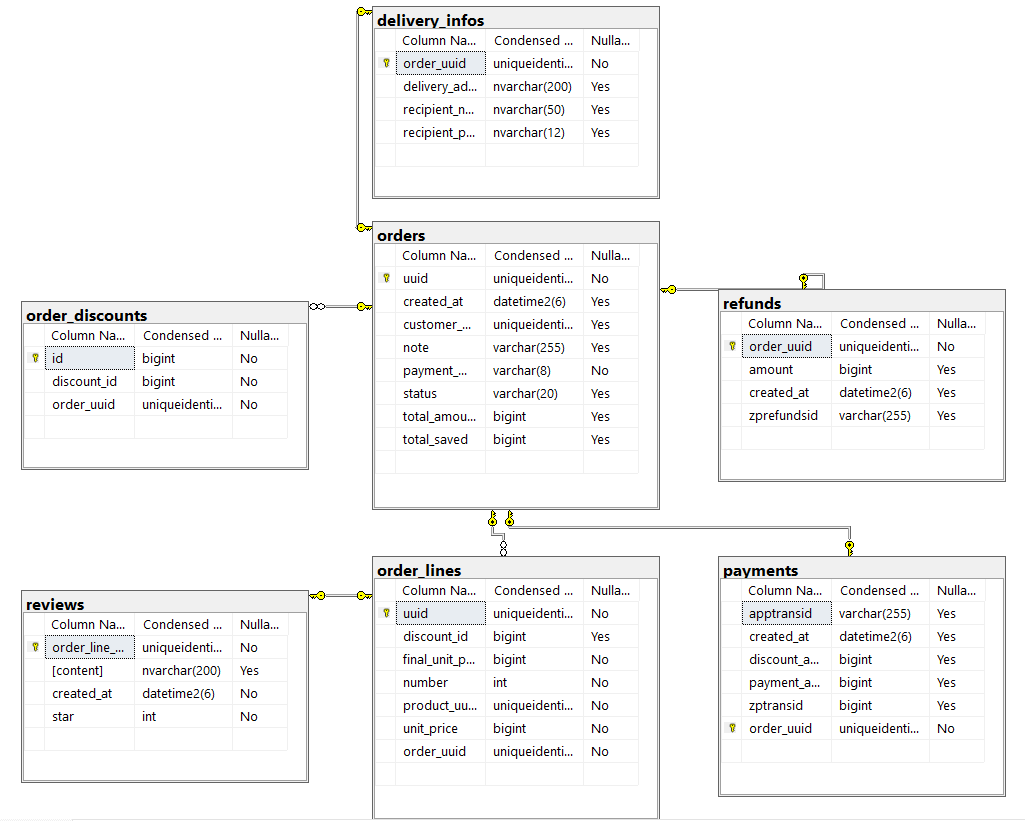 delivery_infos
Column Na... Condensed ... Nulla...
order_uuid uniqueidenti... No
delivery_ad... nvarchar(200) Yes
recipient_n... nvarchar(50) Yes
recipient_p... nvarchar(12) Yes
orders
Column Na... Condensed ... Nulla...
uuid uniqueidenti... No
created_at datetime2(6) Yes
customer_... uniqueidenti... Yes
note varchar(255) Yes
payment_... varchar(8) No
status varchar(20) Yes
total_amou... bigint Yes
total_saved bigint Yes
order_discounts
Column Na... Condensed ... Nulla...
id bigint No
discount_id bigint No
order_uuid uniqueidenti... No
refunds
Column Na... Condensed ... Nulla...
order_uuid uniqueidenti... No
amount bigint Yes
created_at datetime2(6) Yes
zprefundsid varchar(255) Yes
reviews
Column Na... Condensed ... Nulla...
order_line_... uniqueidenti... No
[content] nvarchar(200) Yes
created_at datetime2(6) No
star int No
order_lines
Column Na... Condensed ... Nulla...
uuid uniqueidenti... No
discount_id bigint Yes
final_unit_p... bigint No
number int No
product_uu... uniqueidenti... No
unit_price bigint No
order_uuid uniqueidenti... No
payments
Column Na... Condensed ... Nulla...
apptransid varchar(255) Yes
created_at datetime2(6) Yes
discount_a... bigint Yes
payment_a... bigint Yes
zptransid bigint Yes
order_uuid uniqueidenti... No